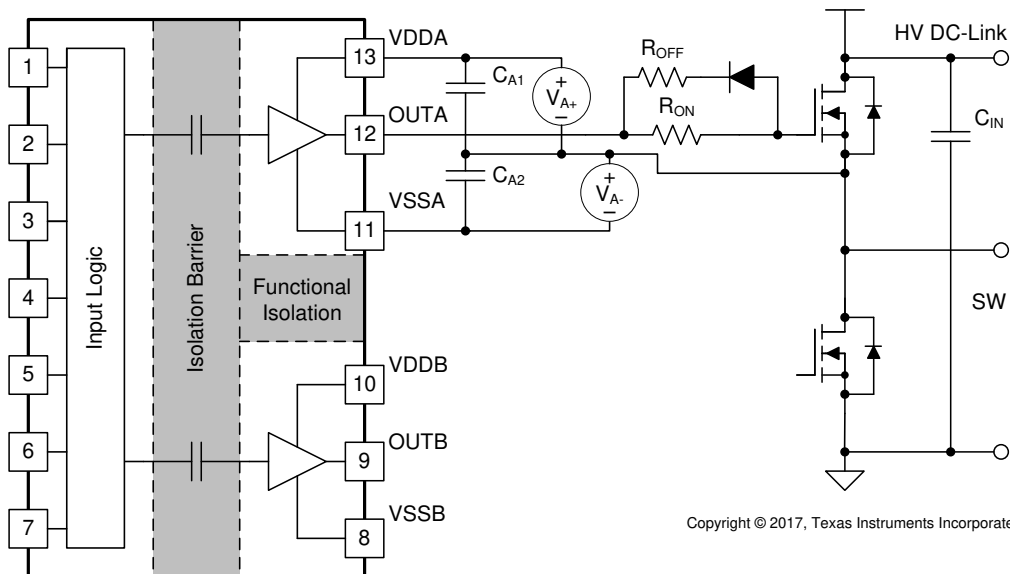 1
2
3
4
5
6
7
Input Logic
Isolation Barrier
Functional
Isolation
VDDA
13
OUTA
12
VSSA
11
VDDB
10
OUTB
9
VSSB
8
CA1
CA2
+
VA+
−
+
VA-
−
ROFF
RON
HV DC-Link
CIN
SW
Copyright © 2017, Texas Instruments Incorporate